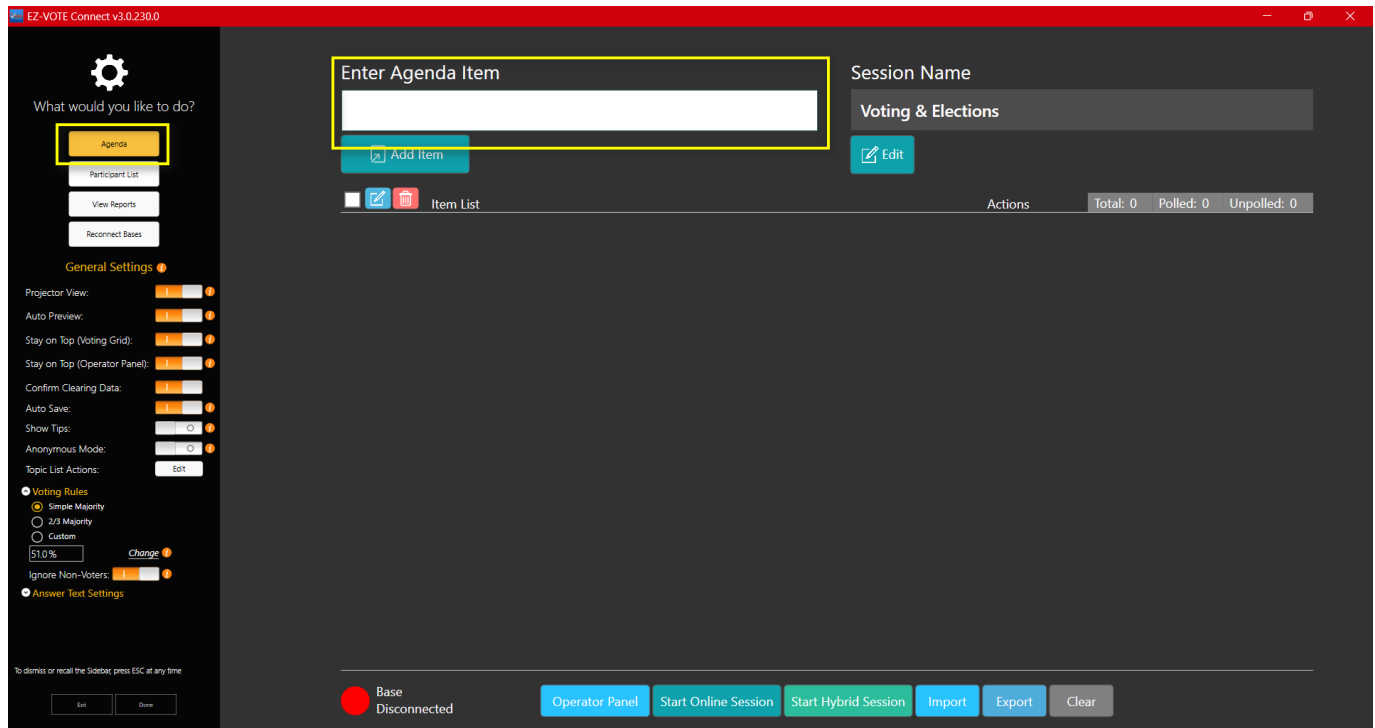 EZ-VOTE Connect v3.0.230.0
What would you like to do?
Agenda
Participant List
View Reports
Reconnect Bases
General Settings
Projector View:
Auto Preview:
Stay on Top (Voting Grid):
Stay on Top (Operator Panel):
Confirm Clearing Data:
Auto Save:
Show Tips:
Anonymous Mode:
Topic List Actions: Edit
Voting Rules
Simple Majority
2/3 Majority
Custom
51.0 % Change
Ignore Non-Voters:
Answer Text Settings
To dismiss or recall the Sidebar, press ESC at any time
Exit Done
Enter Agenda Item
Add Item
Session Name
Voting & Elections
Edit
Item List Actions Total: 0 Polled: 0 Unpolled: 0
Base
Disconnected
Operator Panel Start Online Session Start Hybrid Session Import Export Clear